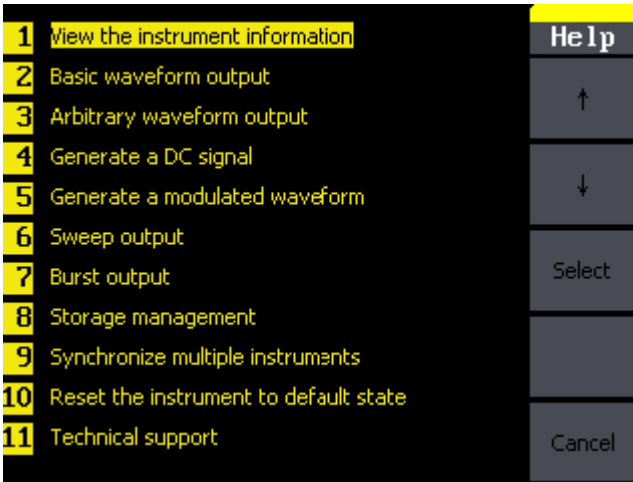 1 View the instrument information
2 Basic waveform output
3 Arbitrary waveform output
4 Generate a DC signal
5 Generate a modulated waveform
6 Sweep output
7 Burst output
8 Storage management
9 Synchronize multiple instruments
10 Reset the instrument to default state
11 Technical support
Help
↑
↓
Select
Cancel